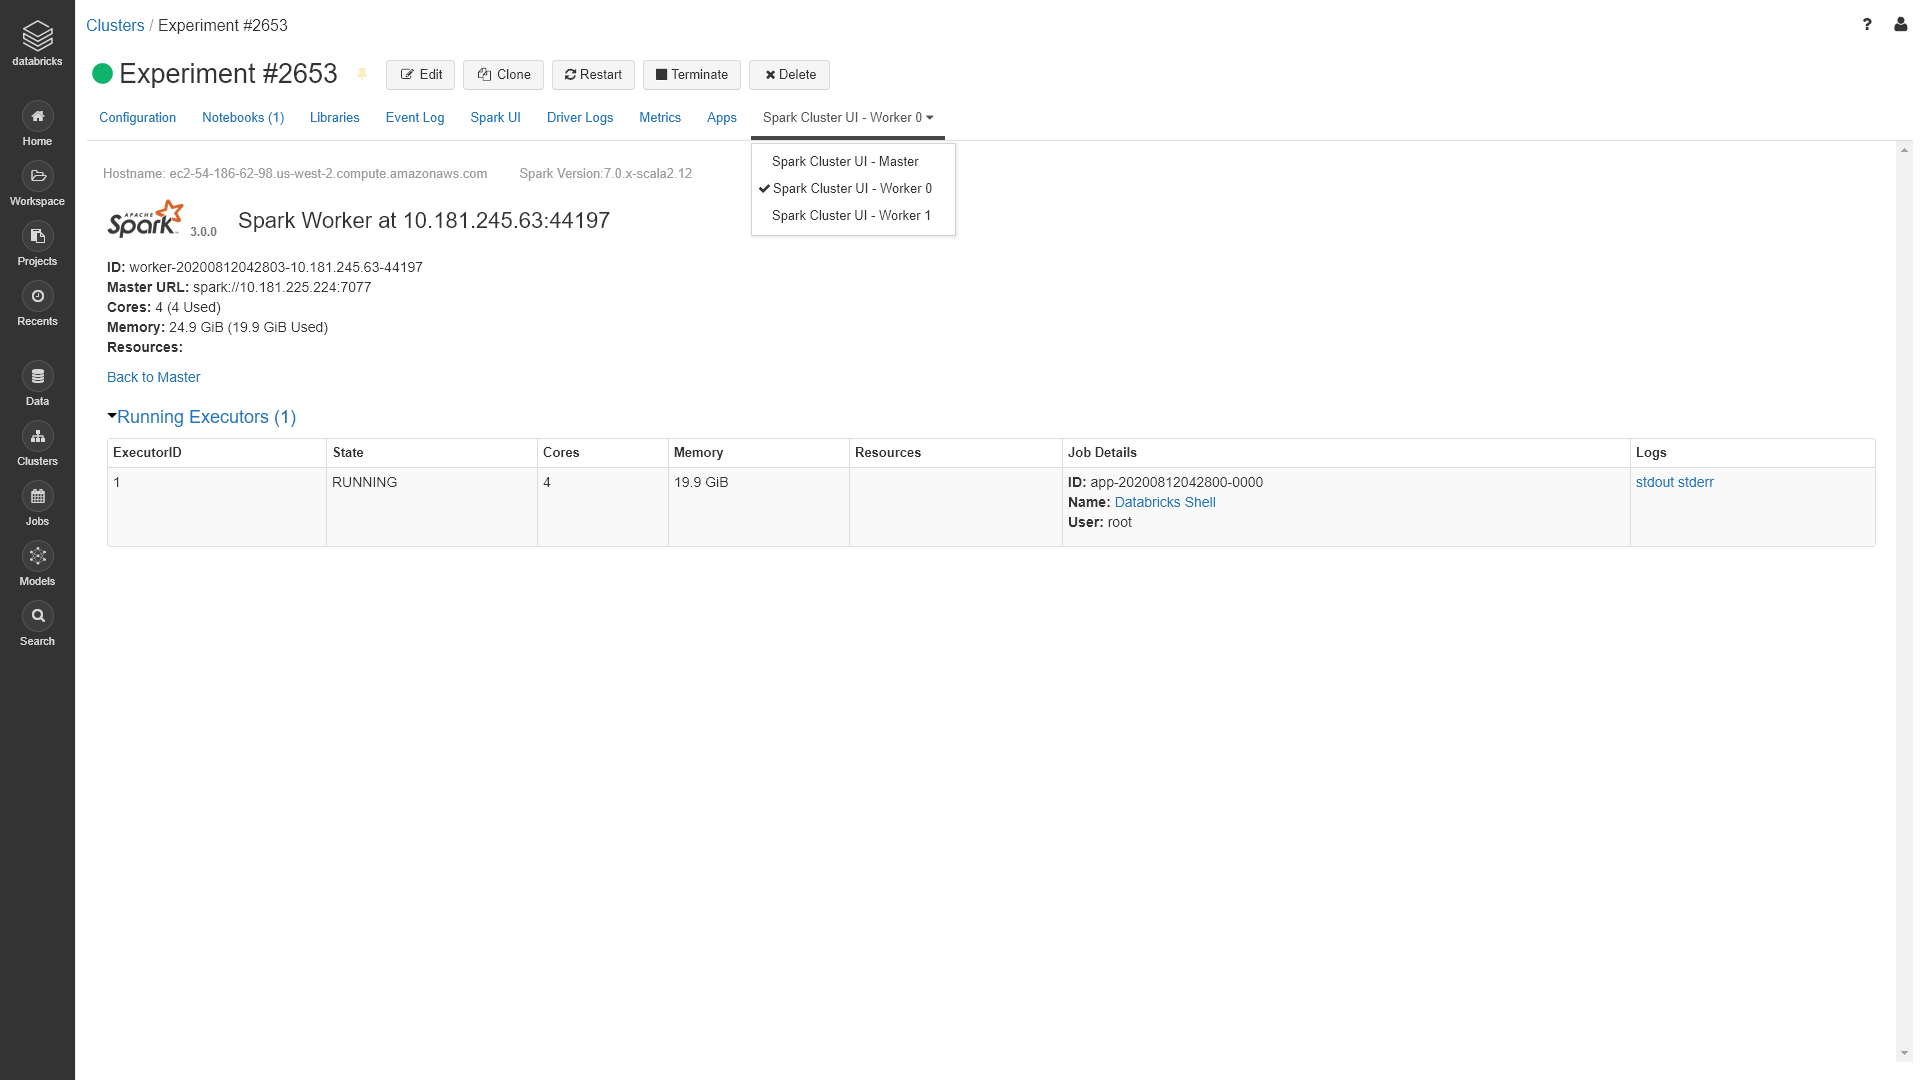 Clusters / Experiment #2653
?
databricks
Experiment #2653
Edit
Clone
Restart
Terminate
Delete
Configuration
Notebooks (1)
Libraries
Event Log
Spark UI
Driver Logs
Metrics
Apps
Spark Cluster UI - Worker 0
Spark Cluster UI - Master
Spark Cluster UI - Worker 0
Spark Cluster UI - Worker 1
Home
Workspace
Projects
Recents
Data
Clusters
Jobs
Models
Search
Hostname: ec2-54-186-62-98.us-west-2.compute.amazonaws.com
Spark Version:7.0.x-scala2.12
APACHE
Spark
3.0.0
Spark Worker at 10.181.245.63:44197
ID: worker-20200812042803-10.181.245.63-44197
Master URL: spark://10.181.225.224:7077
Cores: 4 (4 Used)
Memory: 24.9 GiB (19.9 GiB Used)
Resources:
Back to Master
Running Executors (1)
ExecutorID State Cores Memory Resources Job Details Logs
1 RUNNING 4 19.9 GiB ID: app-20200812042800-0000 stdout stderr
Name: Databricks Shell
User: root